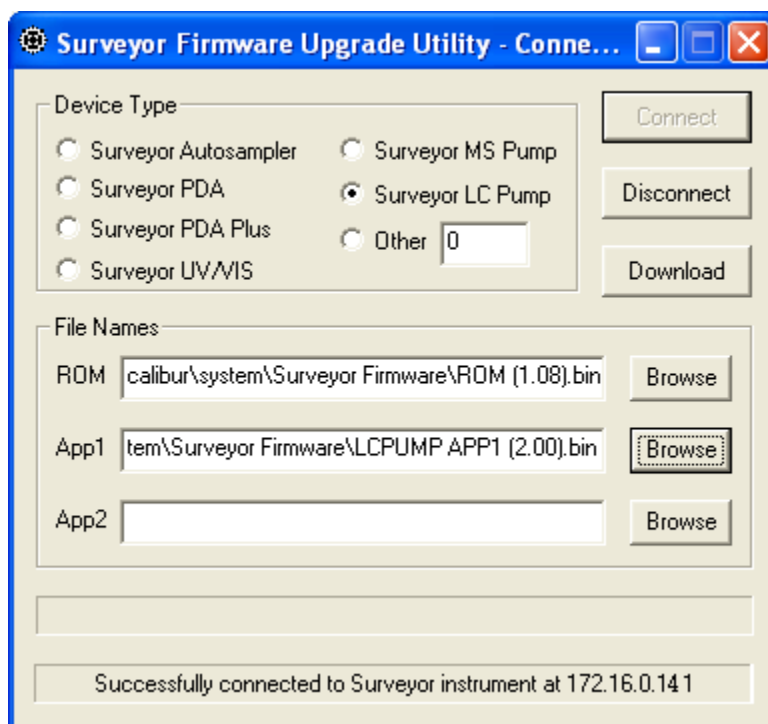 Surveyor Firmware Upgrade Utility - Conne...
Device Type
Surveyor Autosampler
Surveyor PDA
Surveyor PDA Plus
Surveyor UV/VIS
Surveyor MS Pump
Surveyor LC Pump
Other 0
Connect
Disconnect
Download
File Names
ROM calibur\system\Surveyor Firmware\ROM (1.08).bin Browse
App1 tem\Surveyor Firmware\LCPUMP APP1 (2.00).bin Browse
App2 Browse
Successfully connected to Surveyor instrument at 172.16.0.141